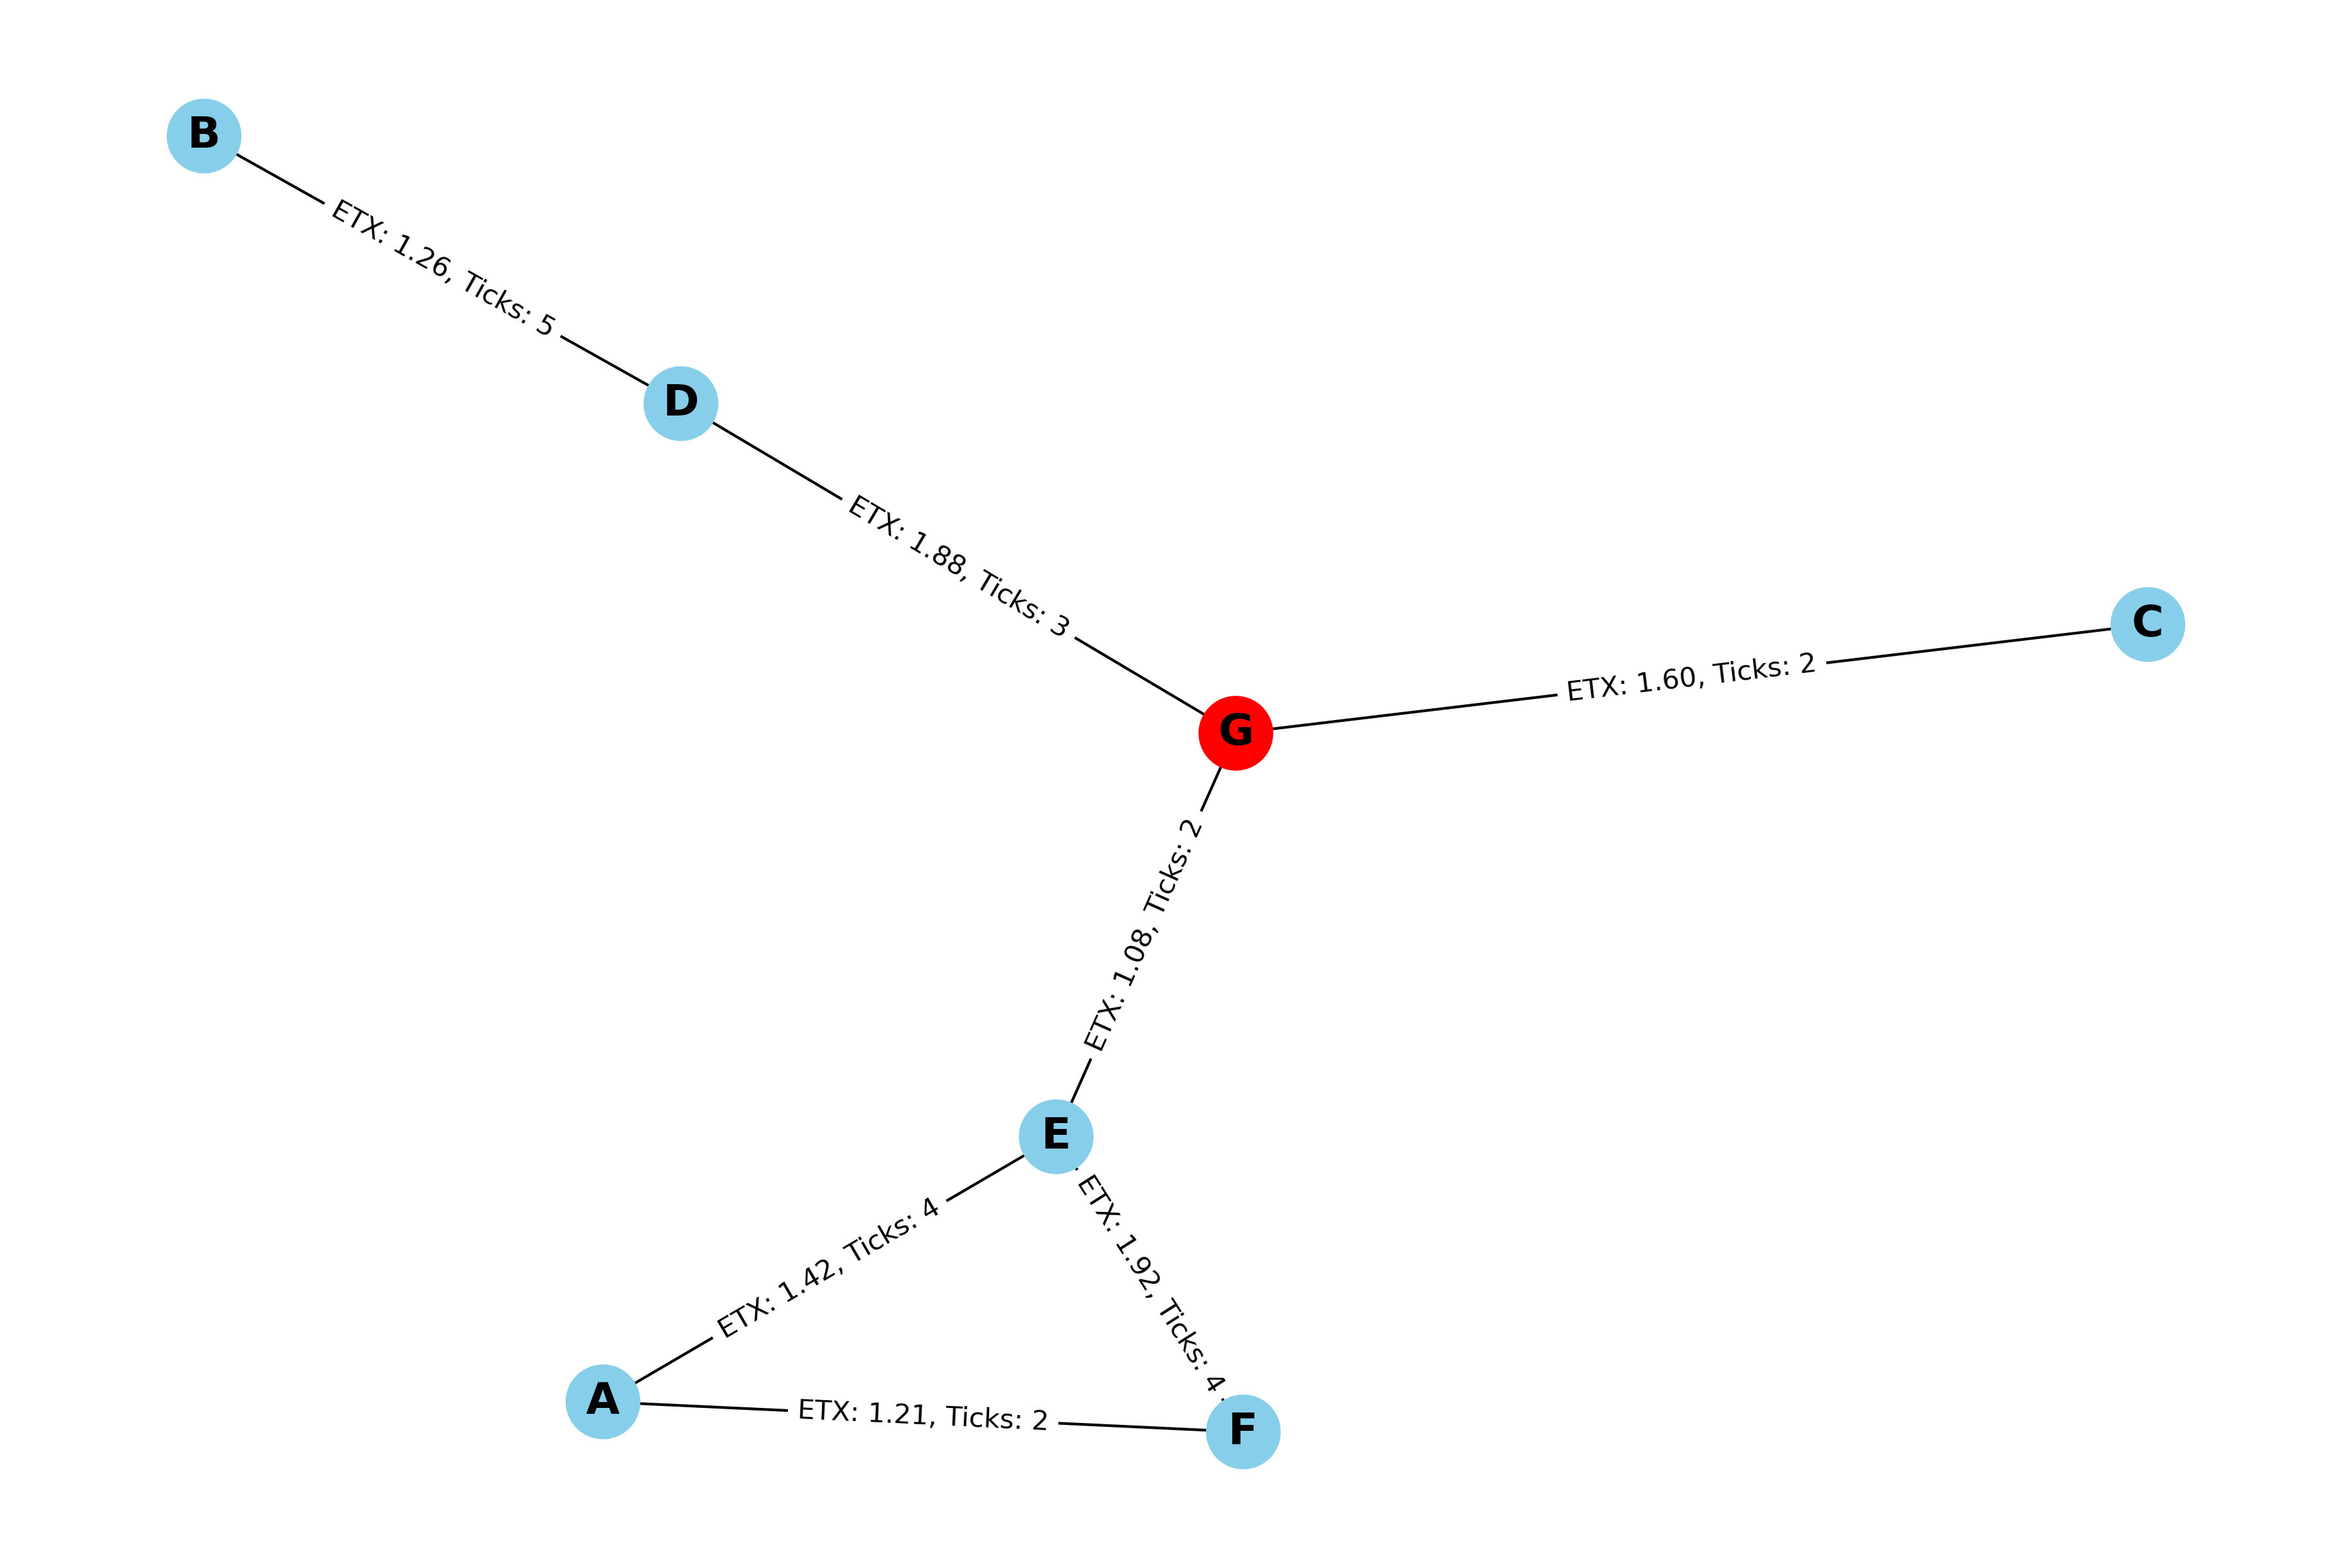 B
ETX: 1.26, Ticks: 5
D
ETX: 1.88, Ticks: 3
C
ETX: 1.60, Ticks: 2
G
ETX: 1.08, Ticks: 2
E
ETX: 1.42, Ticks: 4
ETX: 1.92, Ticks: 4
A
ETX: 1.21, Ticks: 2
F